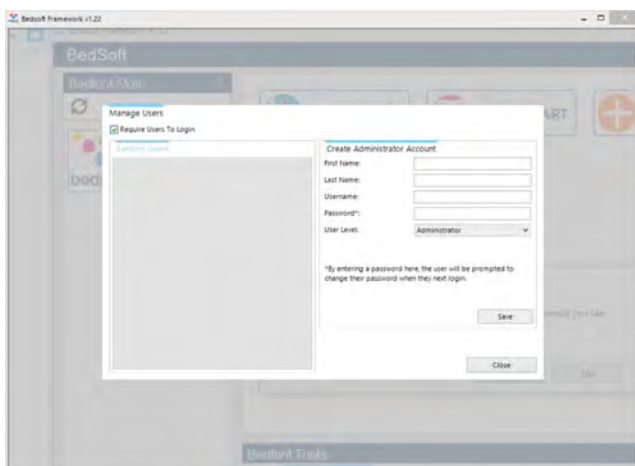 Bedsoft Framework v1.22
BedSoft
Manage Users
Require Users To Login
Existing Users
Create Administrator Account
First Name:
Last Name:
Username:
Password*:
User Level:
Administrator
*By entering a password here, the user will be prompted to
change their password when they next login.
Save
Close
Bedfont Tools